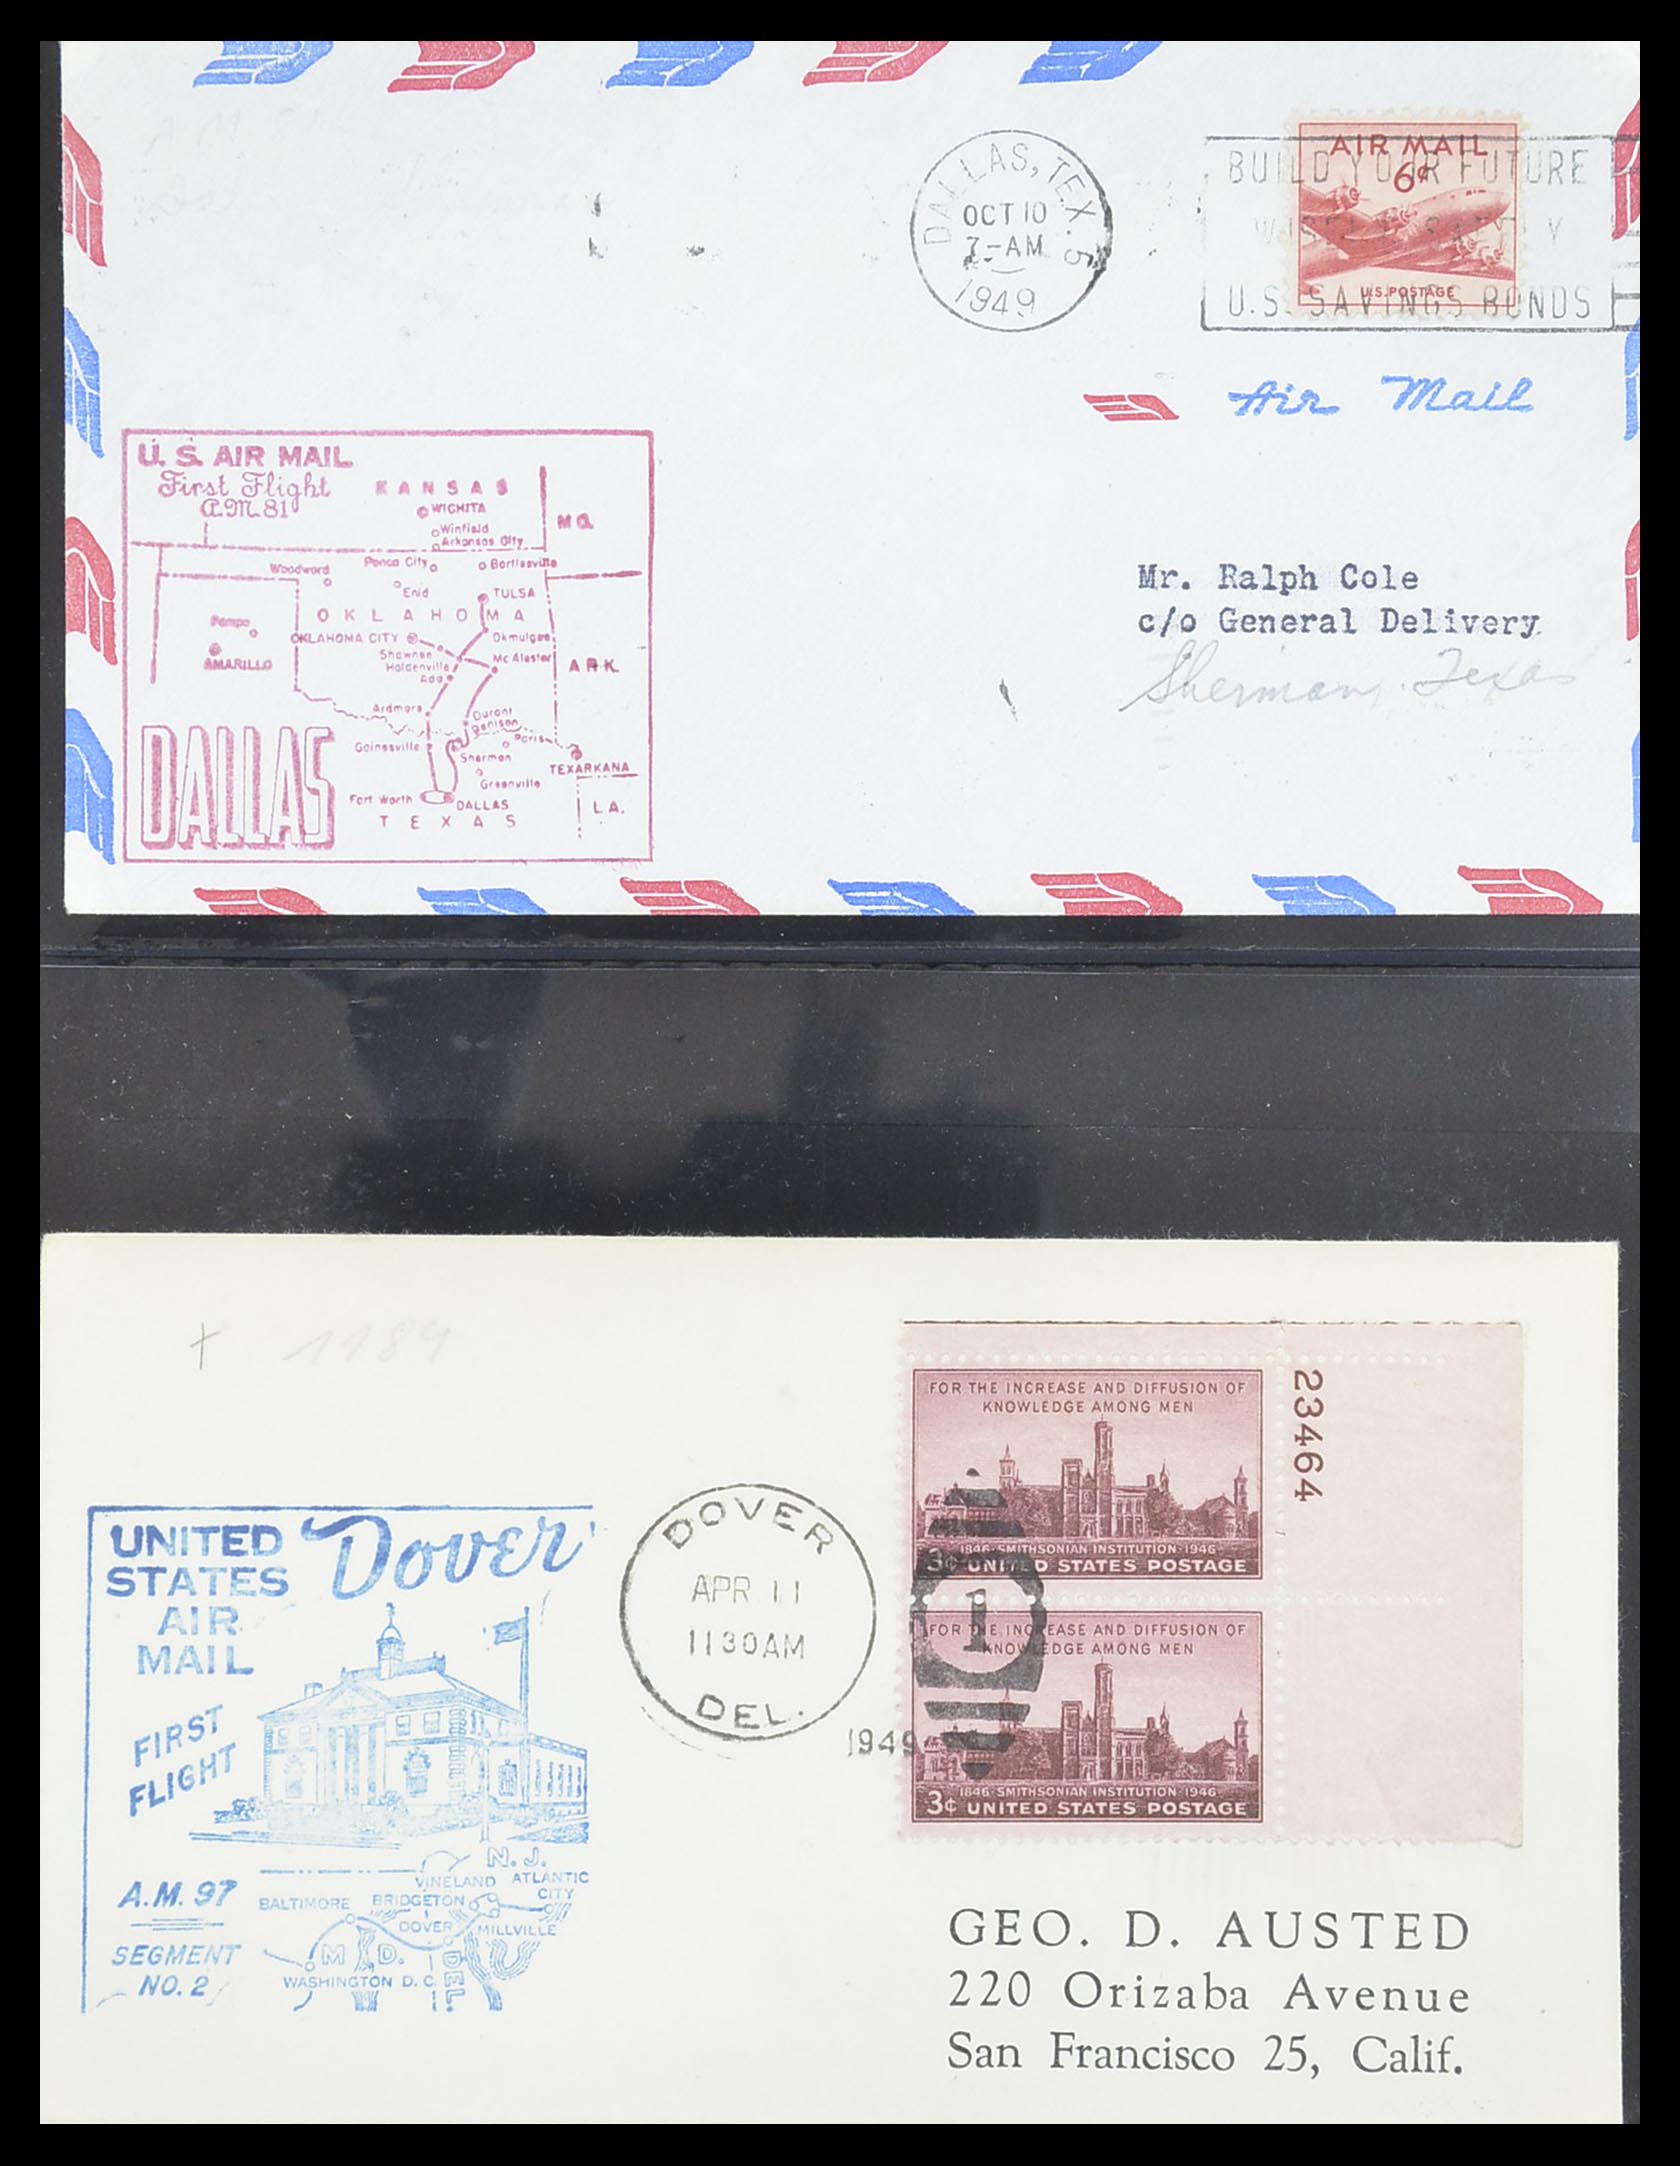 AIR MAIL
6¢
U.S. POSTAGE
DALLAS, TEX. 5
OCT 10
7-AM
1949
BUILD YOUR FUTURE
WISELY SAFELY
U.S. SAVINGS BONDS
Air Mail
U. S. AIR MAIL
First Flight
A.M. 81
KANSAS
WICHITA
Winfield
Arkansas City
MO.
Woodward
Ponca City
Bartlesville
Enid
TULSA
OKLAHOMA
Pampa
OKLAHOMA CITY
Okmulgee
Shawnee
AMARILLO
Holdenville
Mc Alester
ARK.
Ada
Ardmore
Durant
Denison
Gainesville
Paris
Sherman
TEXARKANA
Greenville
Fort Worth
DALLAS
LA.
TEXAS
DALLAS
Mr. Ralph Cole
c/o General Delivery
Sherman, Texas
1189
23464
FOR THE INCREASE AND DIFFUSION OF
KNOWLEDGE AMONG MEN
1846·SMITHSONIAN INSTITUTION·1946
3¢ UNITED STATES POSTAGE
FOR THE INCREASE AND DIFFUSION OF
KNOWLEDGE AMONG MEN
1846·SMITHSONIAN INSTITUTION·1946
3¢ UNITED STATES POSTAGE
1
DOVER
APR 11
1130AM
DEL.
1949
UNITED
STATES
AIR
MAIL
Dover
FIRST
FLIGHT
A.M. 97
SEGMENT
NO. 2
N. J.
VINELAND
ATLANTIC
CITY
BALTIMORE
BRIDGETON
DOVER
MILLVILLE
MD.
DEL.
WASHINGTON D. C.
GEO. D. AUSTED
220 Orizaba Avenue
San Francisco 25, Calif.